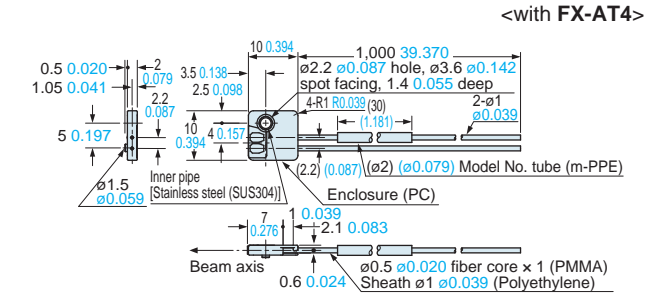 <with FX-AT4>
10 0.394
1,000 39.370
0.5 0.020
2 0.079
1.05 0.041
3.5 0.138
2.5 0.098
ø2.2 ø0.087 hole, ø3.6 ø0.142
spot facing, 1.4 0.055 deep
2.2 0.087
4-R1 R0.039
(30)
(1.181)
2-ø1
ø0.039
5 0.197
10 0.394
4 0.157
(2.2) (0.087)
(ø2) (ø0.079) Model No. tube (m-PPE)
ø1.5
ø0.059
Inner pipe
[Stainless steel (SUS304)]
Enclosure (PC)
7 0.276
1 0.039
2.1 0.083
Beam axis
0.6 0.024
ø0.5 ø0.020 fiber core × 1 (PMMA)
Sheath ø1 ø0.039 (Polyethylene)